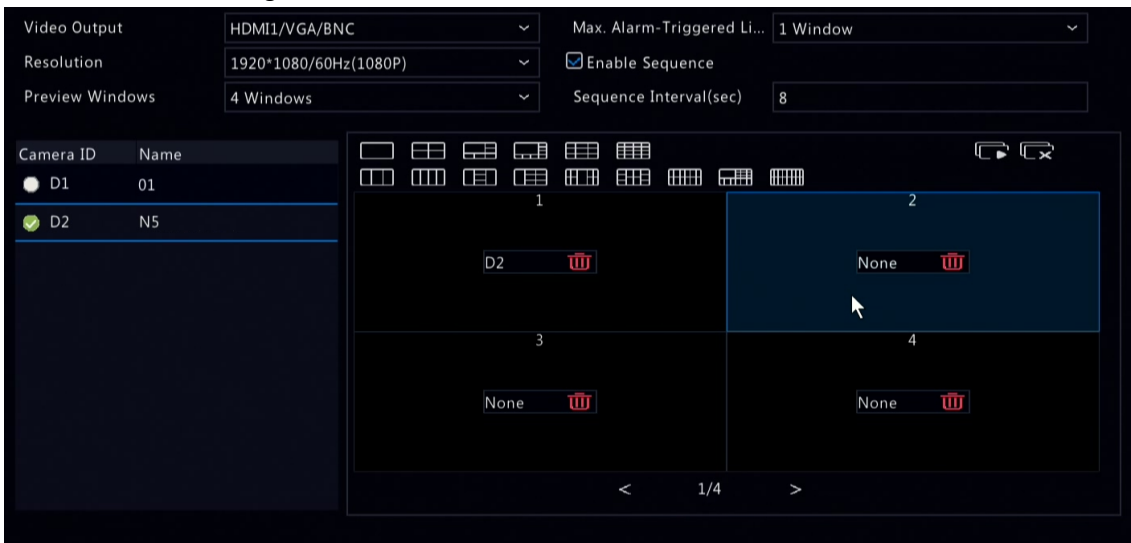 Video Output HDMI1/VGA/BNC Max. Alarm-Triggered Li... 1 Window
Resolution 1920*1080/60Hz(1080P) Enable Sequence
Preview Windows 4 Windows Sequence Interval(sec) 8
Camera ID Name
D1 01
D2 N5
1 2
D2 None
3 4
None None
< 1/4 >